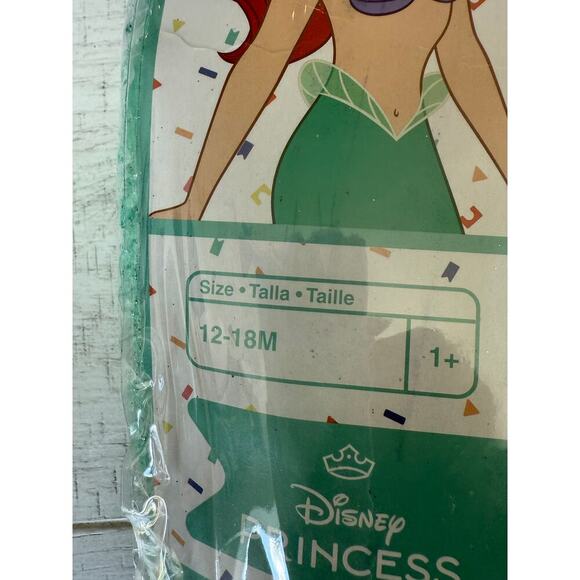 Size • Talla • Taille
12-18M
1+
Disney
PRINCESS